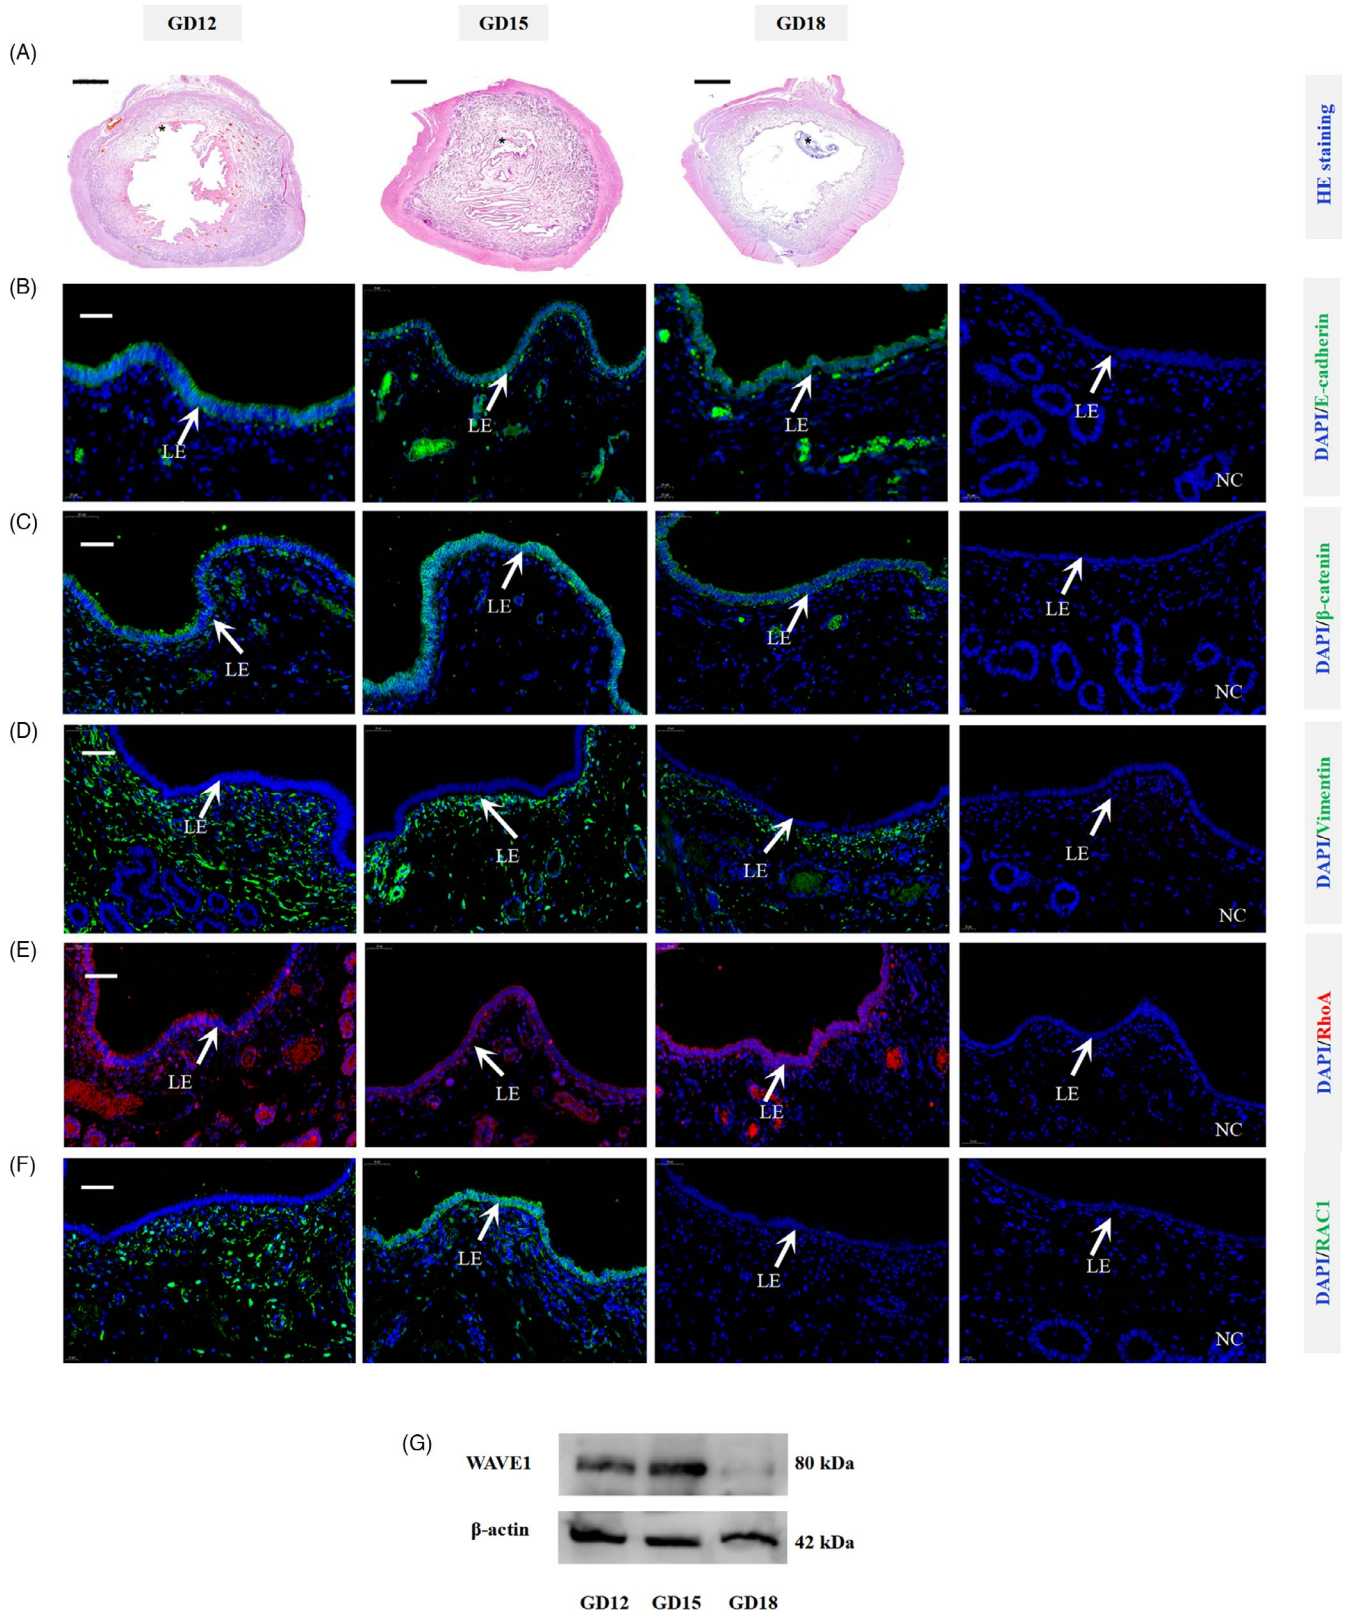 GD12 GD15 GD18
(A)
*
*
*
HE staining
(B)
LE
LE
LE
LE
NC
DAPI/E-cadherin
(C)
LE
LE
LE
LE
NC
DAPI/β-catenin
(D)
LE
LE
LE
LE
NC
DAPI/Vimentin
(E)
LE
LE
LE
LE
NC
DAPI/RhoA
(F)
LE
LE
LE
NC
DAPI/RAC1
(G)
WAVE1 80 kDa
β-actin 42 kDa
GD12 GD15 GD18